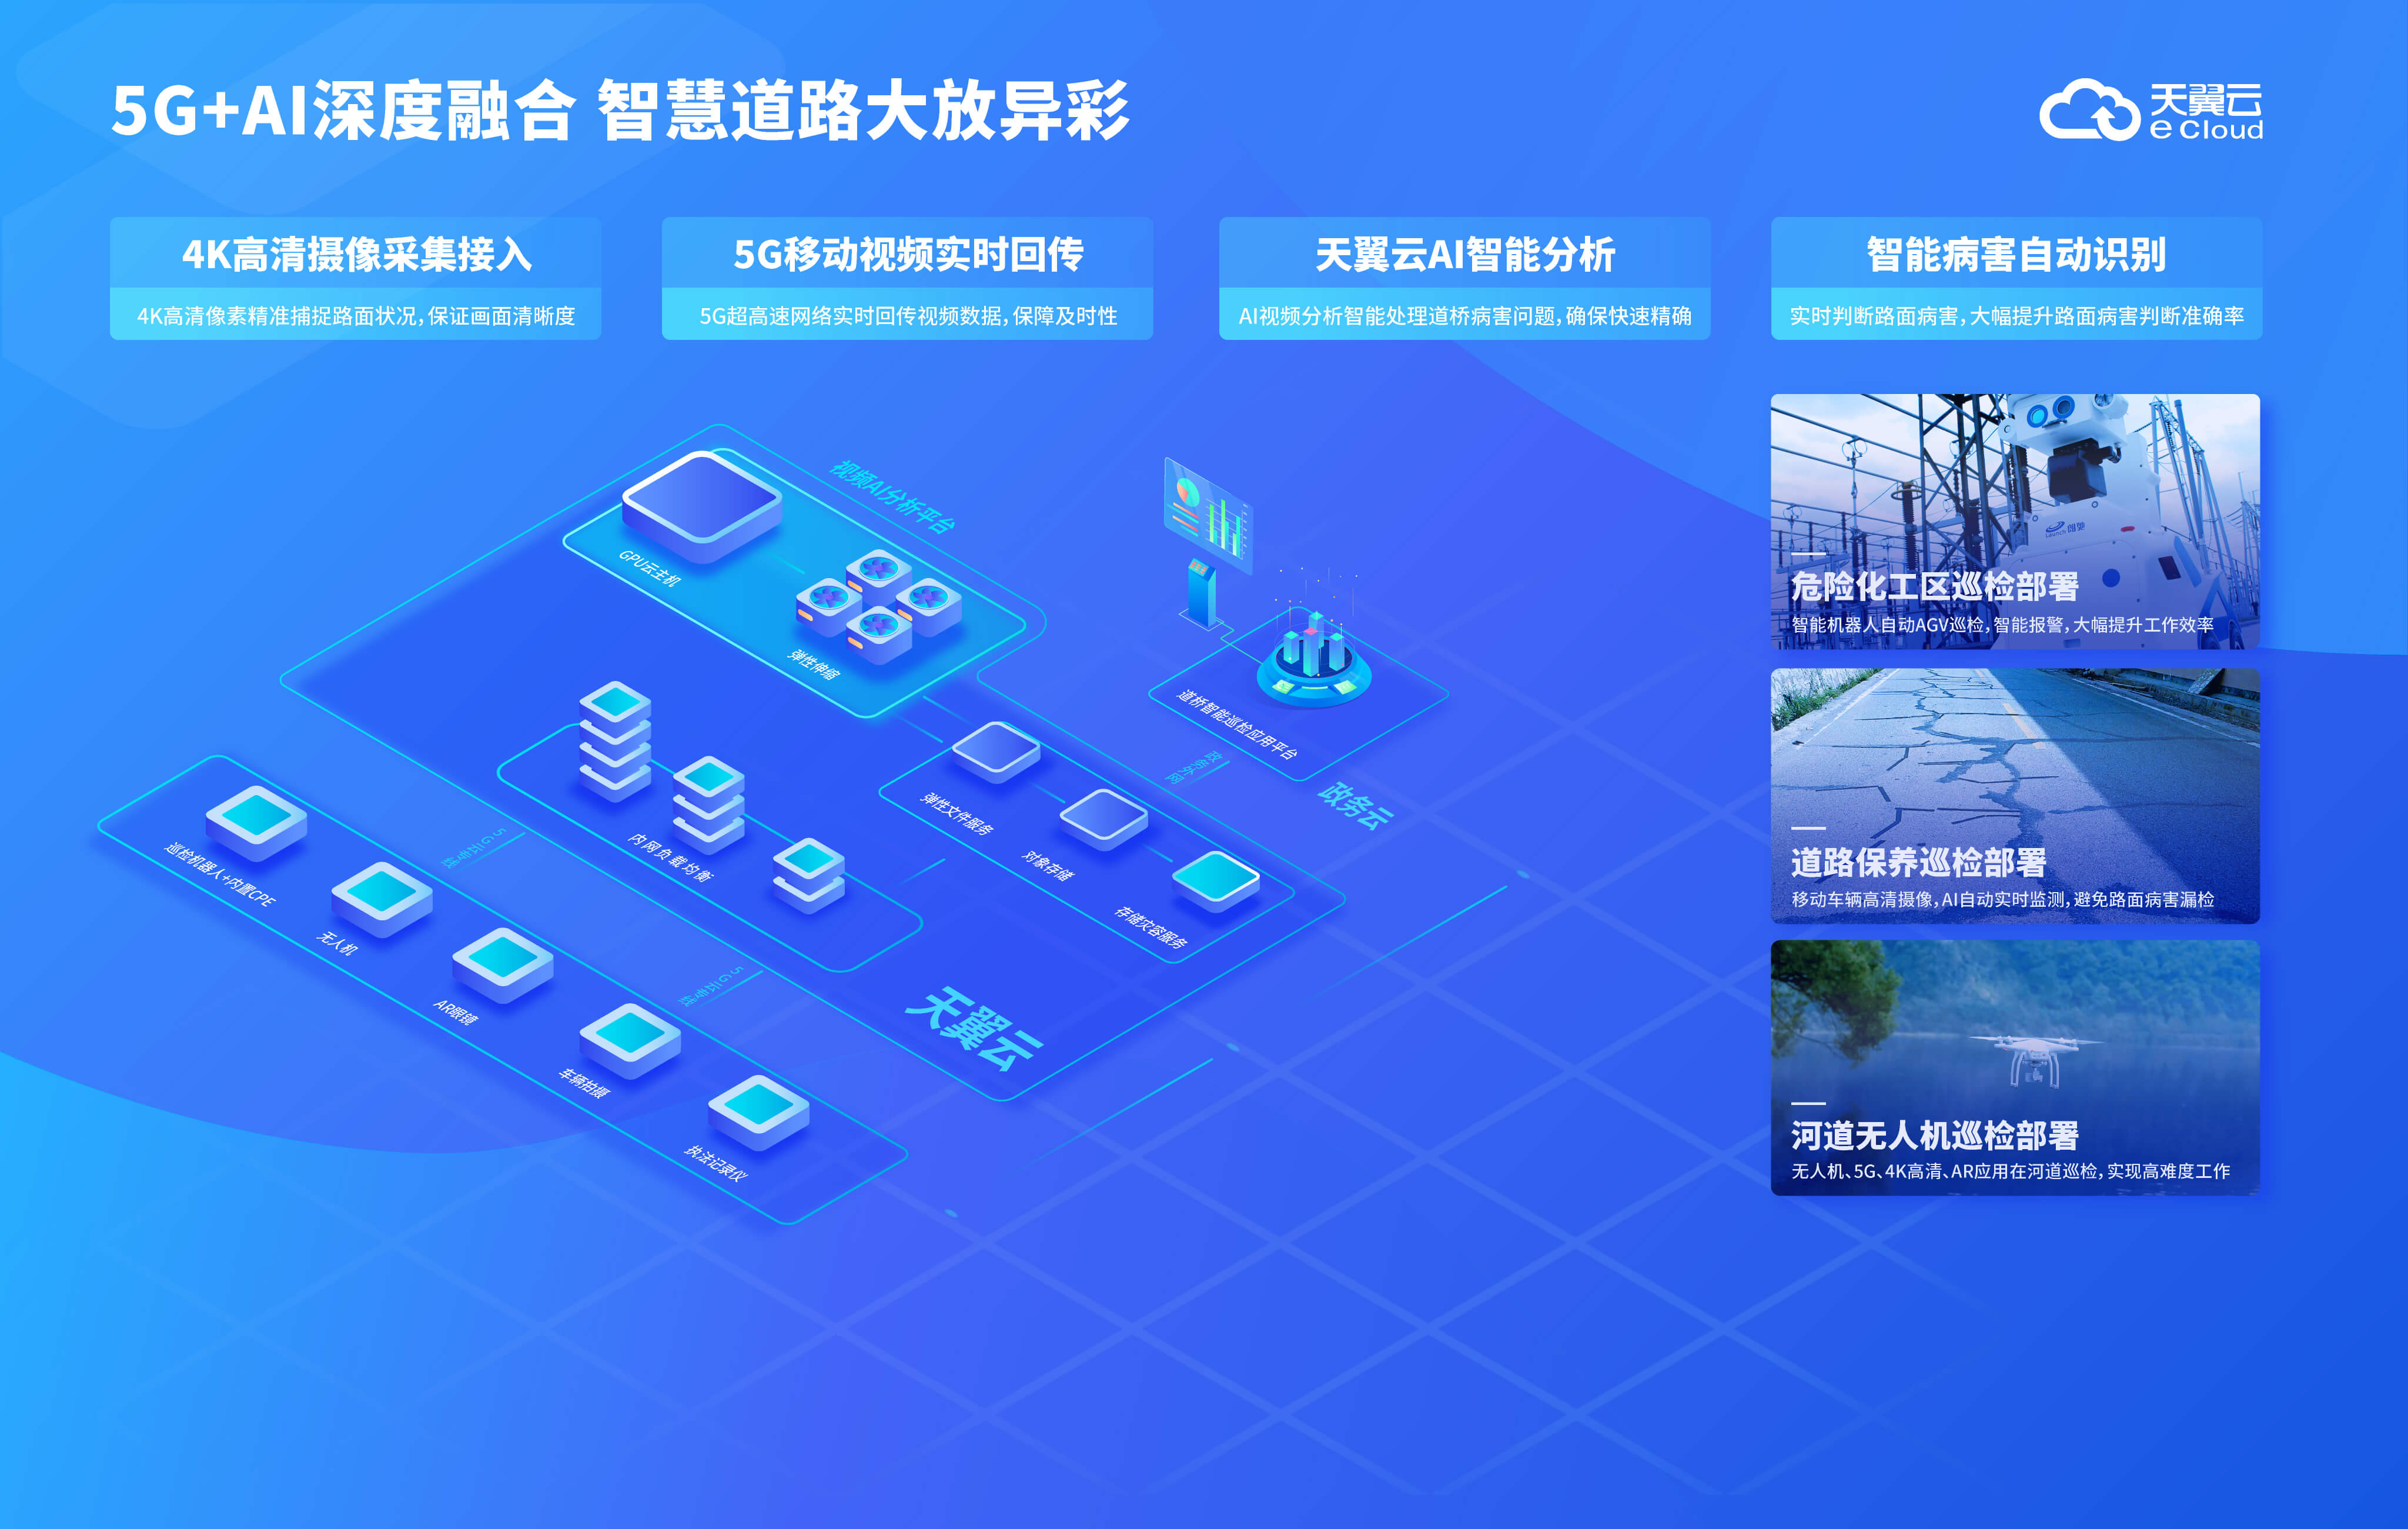 5G+AI深度融合 智慧道路大放异彩
天翼云
e Cloud
4K高清摄像采集接入
4K高清像素精准捕捉路面状况,保证画面清晰度
5G移动视频实时回传
5G超高速网络实时回传视频数据,保障及时性
天翼云AI智能分析
AI视频分析智能处理道桥病害问题,确保快速精确
智能病害自动识别
实时判断路面病害,大幅提升路面病害判断准确率
视频AI分析平台
GPU云主机
弹性伸缩
道桥智能巡检应用平台
政务外网
政务云
弹性文件服务
对象存储
存储灾容服务
内网负载均衡
5G云专线
5G云专线
天翼云
巡检机器人+内置CPE
无人机
AR眼镜
车辆拍摄
执法记录仪
朗驰
Launch
危险化工区巡检部署
智能机器人自动AGV巡检,智能报警,大幅提升工作效率
道路保养巡检部署
移动车辆高清摄像,AI自动实时监测,避免路面病害漏检
河道无人机巡检部署
无人机、5G、4K高清、AR应用在河道巡检,实现高难度工作